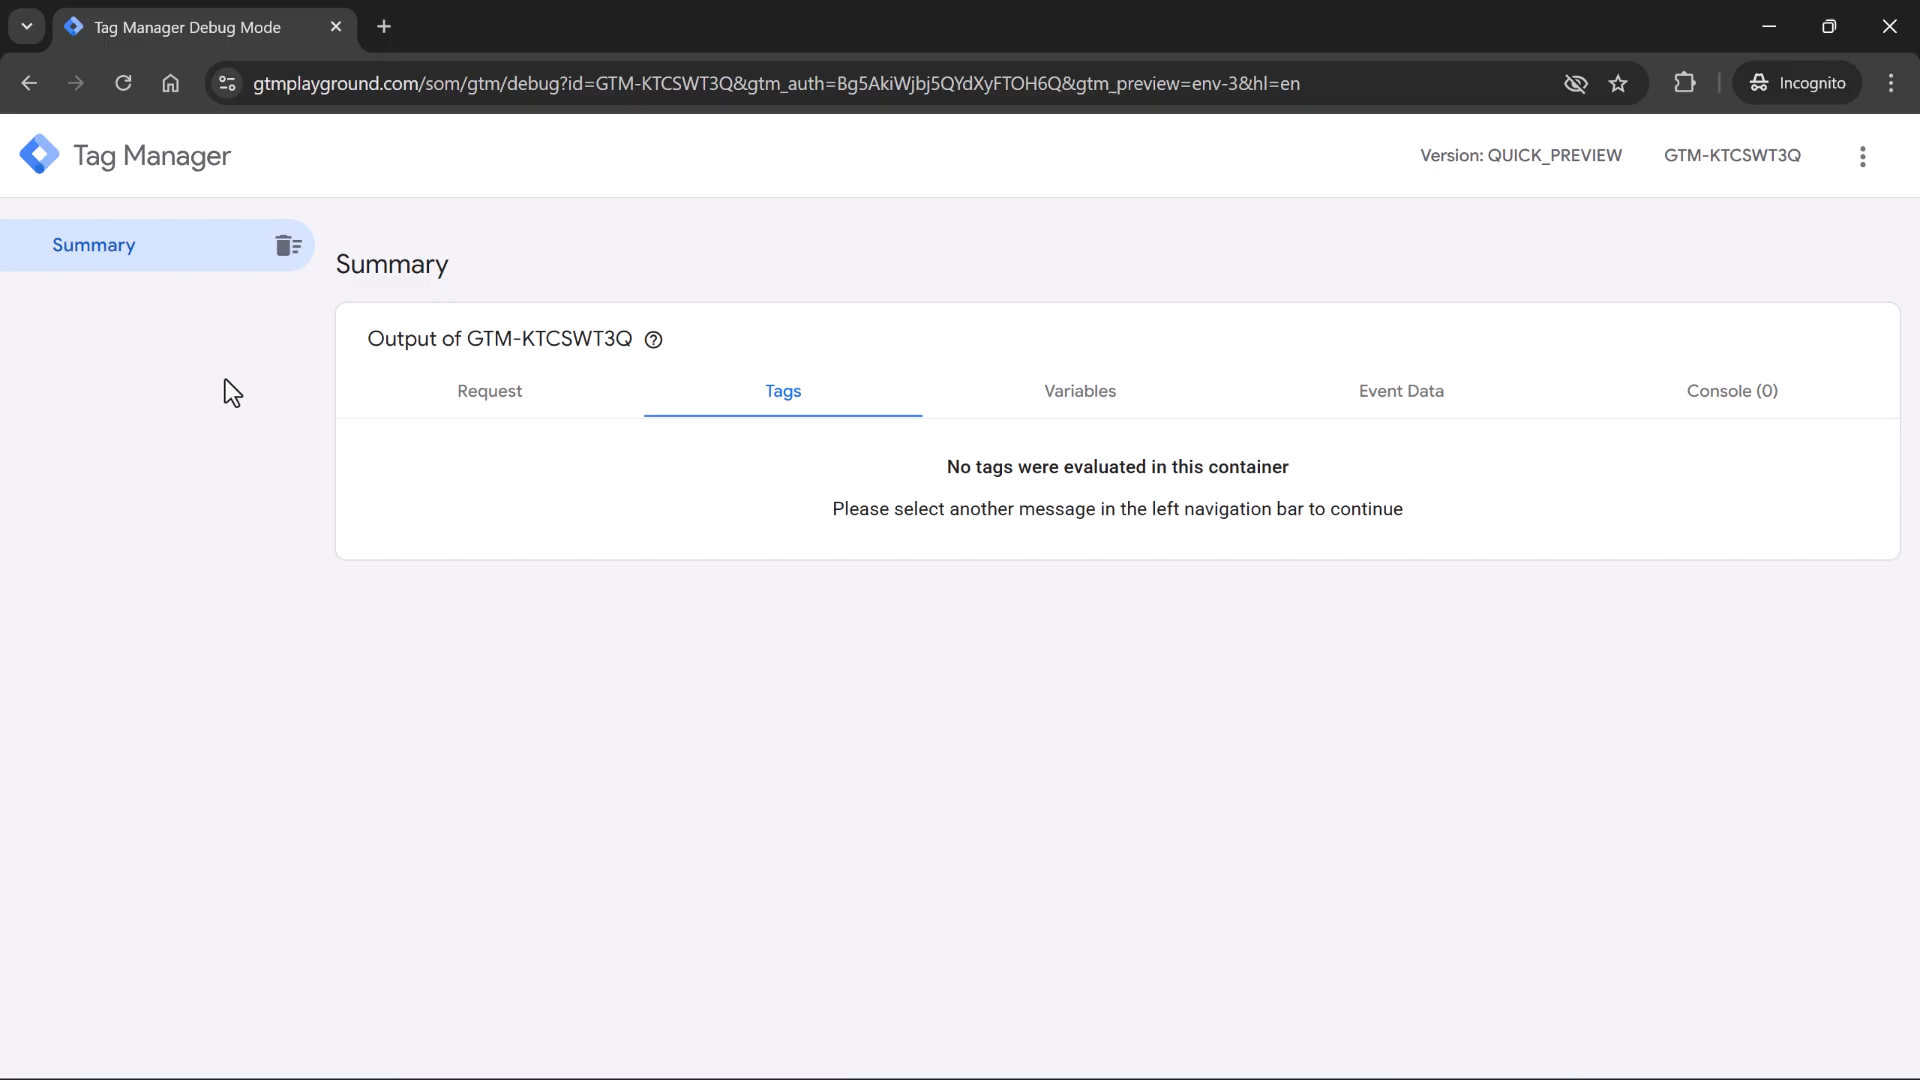 Tag Manager Debug Mode
gtmplayground.com/som/gtm/debug?id=GTM-KTCSWT3Q&gtm_auth=Bg5AkiWjbj5QYdXyFTOH6Q&gtm_preview=env-3&hl=en
Incognito
Tag Manager
Version: QUICK_PREVIEW
GTM-KTCSWT3Q
Summary
Summary
Output of GTM-KTCSWT3Q
Request
Tags
Variables
Event Data
Console (0)
No tags were evaluated in this container
Please select another message in the left navigation bar to continue